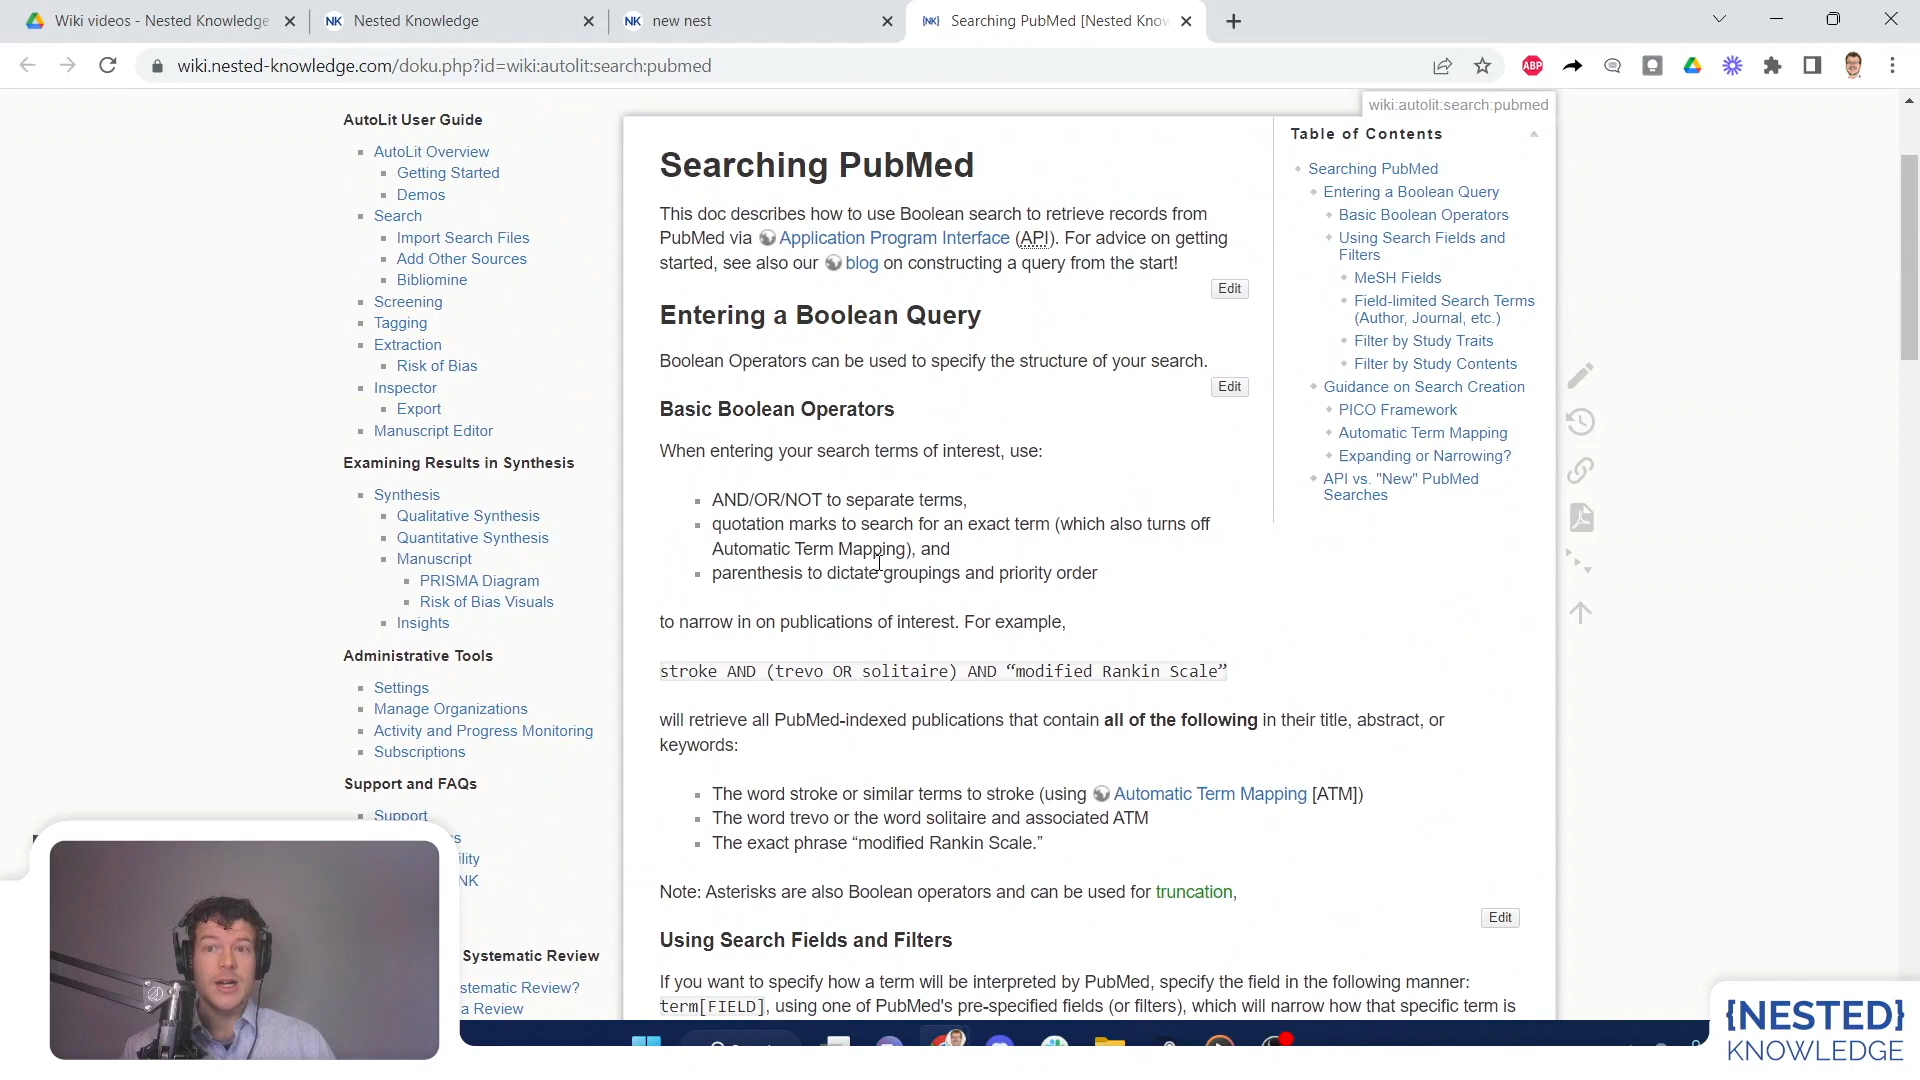 Wiki videos - Nested Knowledge
Nested Knowledge
new nest
Searching PubMed [Nested Know
wiki.nested-knowledge.com/doku.php?id=wiki:autolit:search:pubmed
ABP
AutoLit User Guide
AutoLit Overview
Getting Started
Demos
Search
Import Search Files
Add Other Sources
Bibliomine
Screening
Tagging
Extraction
Risk of Bias
Inspector
Export
Manuscript Editor
Examining Results in Synthesis
Synthesis
Qualitative Synthesis
Quantitative Synthesis
Manuscript
PRISMA Diagram
Risk of Bias Visuals
Insights
Administrative Tools
Settings
Manage Organizations
Activity and Progress Monitoring
Subscriptions
Support and FAQs
Support
NK
Systematic Review
stematic Review?
a Review
Searching PubMed
This doc describes how to use Boolean search to retrieve records from
PubMed via Application Program Interface (API). For advice on getting
started, see also our blog on constructing a query from the start!
Edit
Entering a Boolean Query
Boolean Operators can be used to specify the structure of your search.
Edit
Basic Boolean Operators
When entering your search terms of interest, use:
AND/OR/NOT to separate terms,
quotation marks to search for an exact term (which also turns off
Automatic Term Mapping), and
parenthesis to dictate groupings and priority order
to narrow in on publications of interest. For example,
stroke AND (trevo OR solitaire) AND “modified Rankin Scale”
will retrieve all PubMed-indexed publications that contain all of the following in their title, abstract, or
keywords:
The word stroke or similar terms to stroke (using Automatic Term Mapping [ATM])
The word trevo or the word solitaire and associated ATM
The exact phrase “modified Rankin Scale.”
Note: Asterisks are also Boolean operators and can be used for truncation,
Edit
Using Search Fields and Filters
If you want to specify how a term will be interpreted by PubMed, specify the field in the following manner:
term[FIELD], using one of PubMed's pre-specified fields (or filters), which will narrow how that specific term is
wiki:autolit:search:pubmed
Table of Contents
Searching PubMed
Entering a Boolean Query
Basic Boolean Operators
Using Search Fields and
Filters
MeSH Fields
Field-limited Search Terms
(Author, Journal, etc.)
Filter by Study Traits
Filter by Study Contents
Guidance on Search Creation
PICO Framework
Automatic Term Mapping
Expanding or Narrowing?
API vs. "New" PubMed
Searches
{NESTED}
KNOWLEDGE